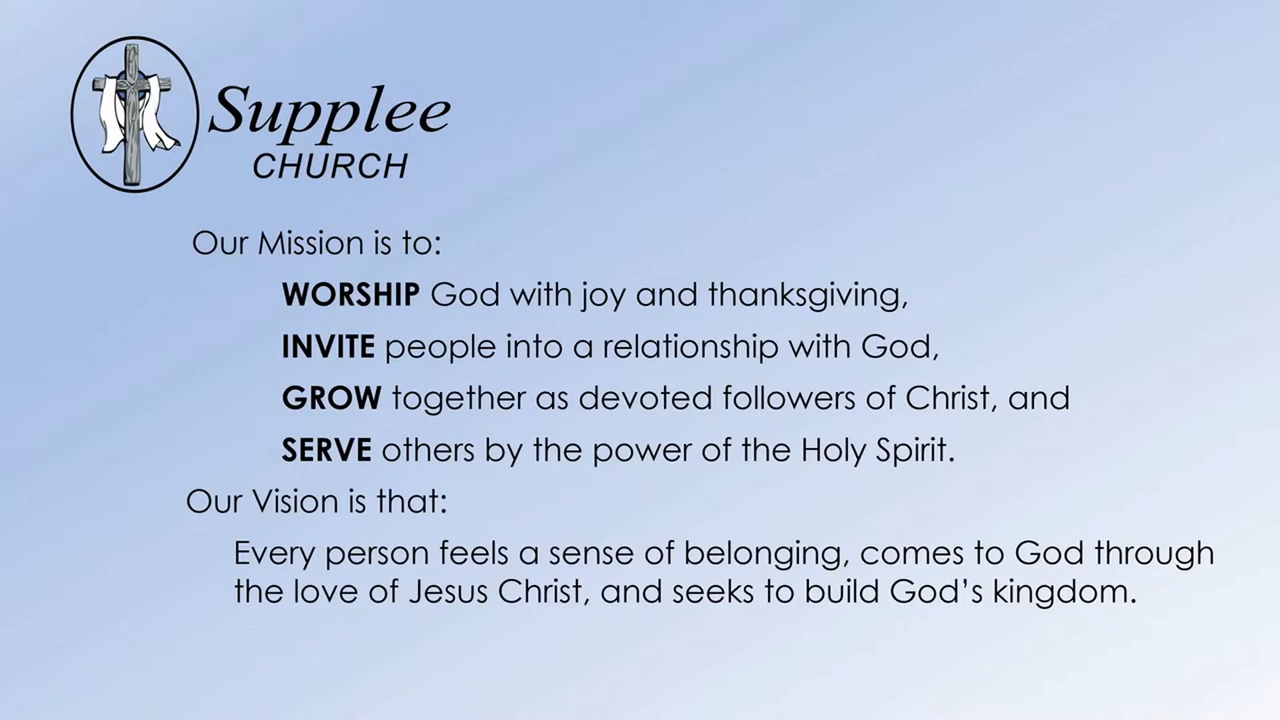 Supplee
CHURCH
Our Mission is to:
WORSHIP God with joy and thanksgiving,
INVITE people into a relationship with God,
GROW together as devoted followers of Christ, and
SERVE others by the power of the Holy Spirit.
Our Vision is that:
Every person feels a sense of belonging, comes to God through
the love of Jesus Christ, and seeks to build God’s kingdom.